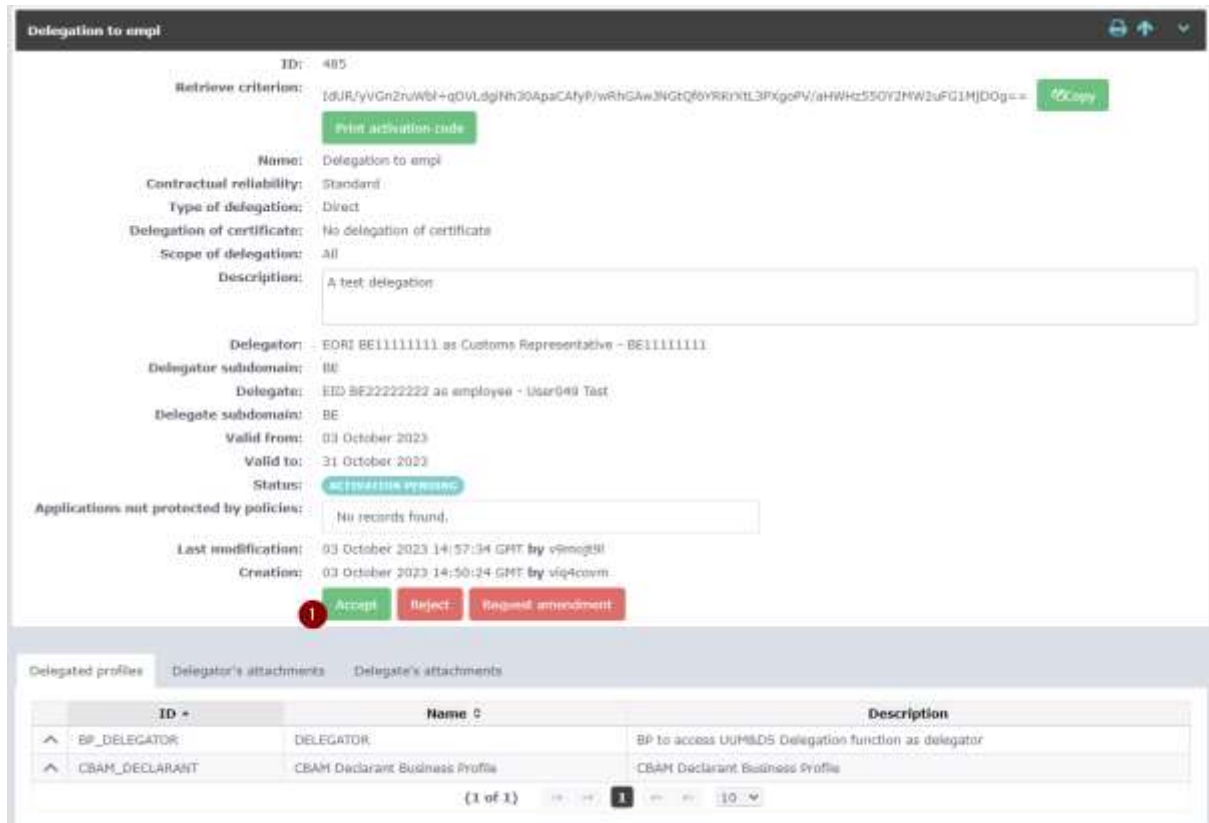 Delegation to empl
ID: 485
Retrieve criterion:
Copy
Print activation code
Name: Delegation to empl
Contractual reliability: Standard
Type of delegation: Direct
Delegation of certificate: No delegation of certificate
Scope of delegation: All
Description: A test delegation
Delegator: EORI BE11111111 as Customs Representative - BE11111111
Delegator subdomain: BE
Delegate: EID BE22222222 as employee - User049 Test
Delegate subdomain: BE
Valid from: 03 October 2023
Valid to: 31 October 2023
Status: ACTIVATION PENDING
Applications not protected by policies: No records found.
Last modification: 03 October 2023 14:57:34 GMT by
Creation: 03 October 2023 14:50:24 GMT by viq4covm
1 Accept Reject Request amendment
Delegated profiles Delegator's attachments Delegate's attachments
ID Name Description
BP_DELEGATOR DELEGATOR BP to access UUM&DS Delegation function as delegator
CBAM_DECLARANT CBAM Declarant Business Profile CBAM Declarant Business Profile
(1 of 1) 1 10